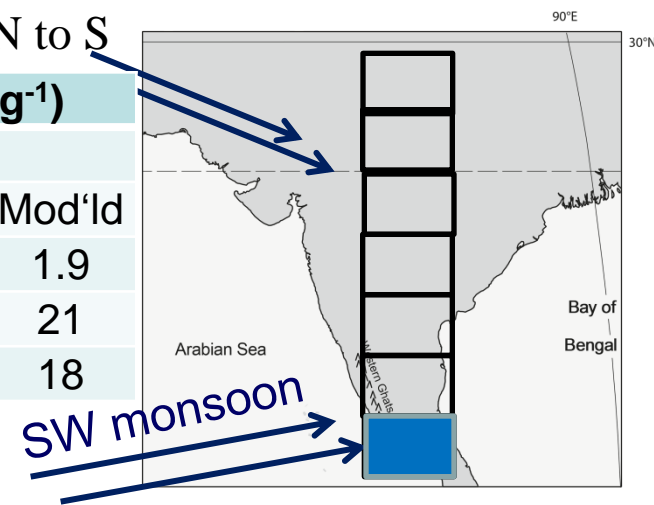 N to S
g-1)
Mod‘ld
1.9
21
18
SW monsoon
90°E
30°N
Arabian Sea
Western Ghats
Bay of
Bengal